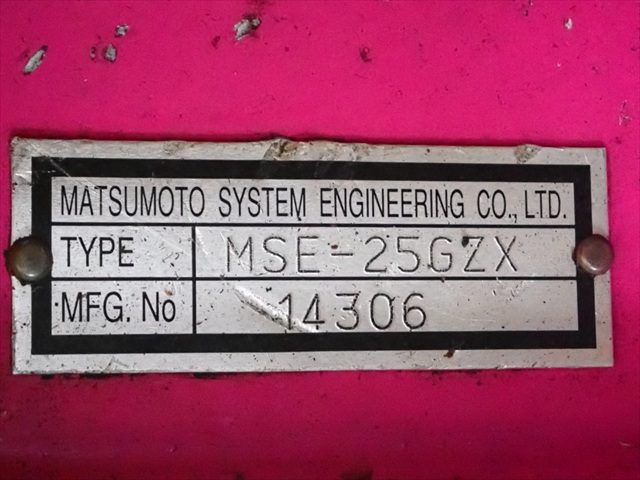 MATSUMOTO SYSTEM ENGINEERING CO., LTD.
TYPE MSE-25GZX
MFG. No 14306